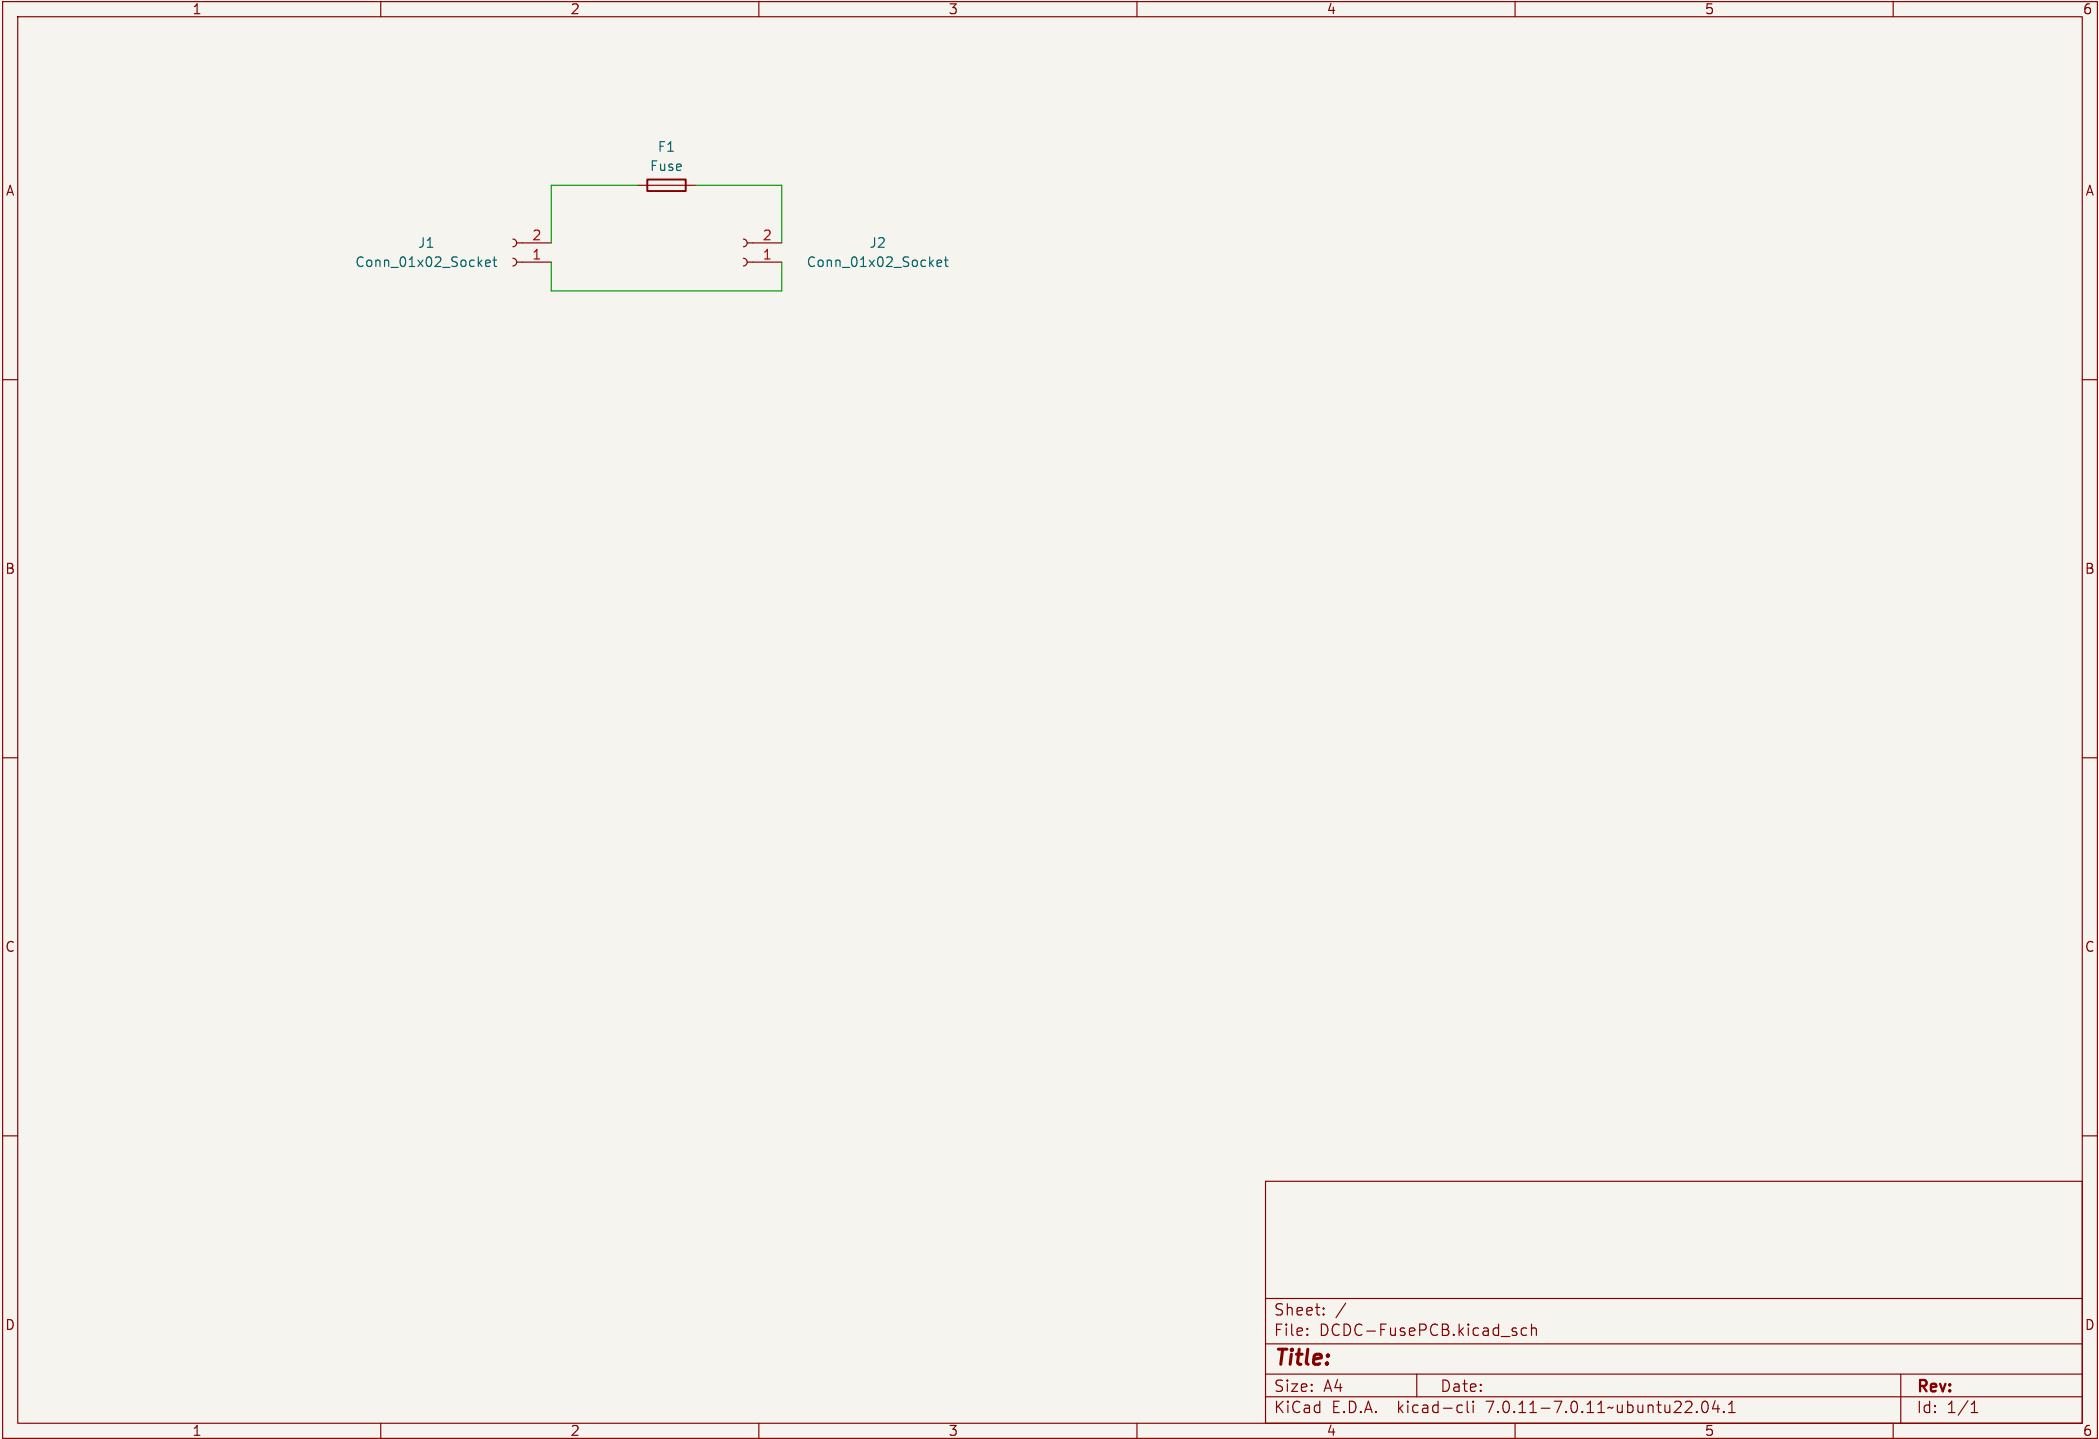 1 2 3 4 5 6
F1
Fuse
A A
2 2
J1 J2
1 1
Conn_01x02_Socket Conn_01x02_Socket
B B
C C
Sheet: /
File: DCDC-FusePCB.kicad_sch
D D
Title:
Size: A4 Date: Rev:
KiCad E.D.A. kicad-cli 7.0.11-7.0.11~ubuntu22.04.1 Id: 1/1
1 2 3 4 5 6